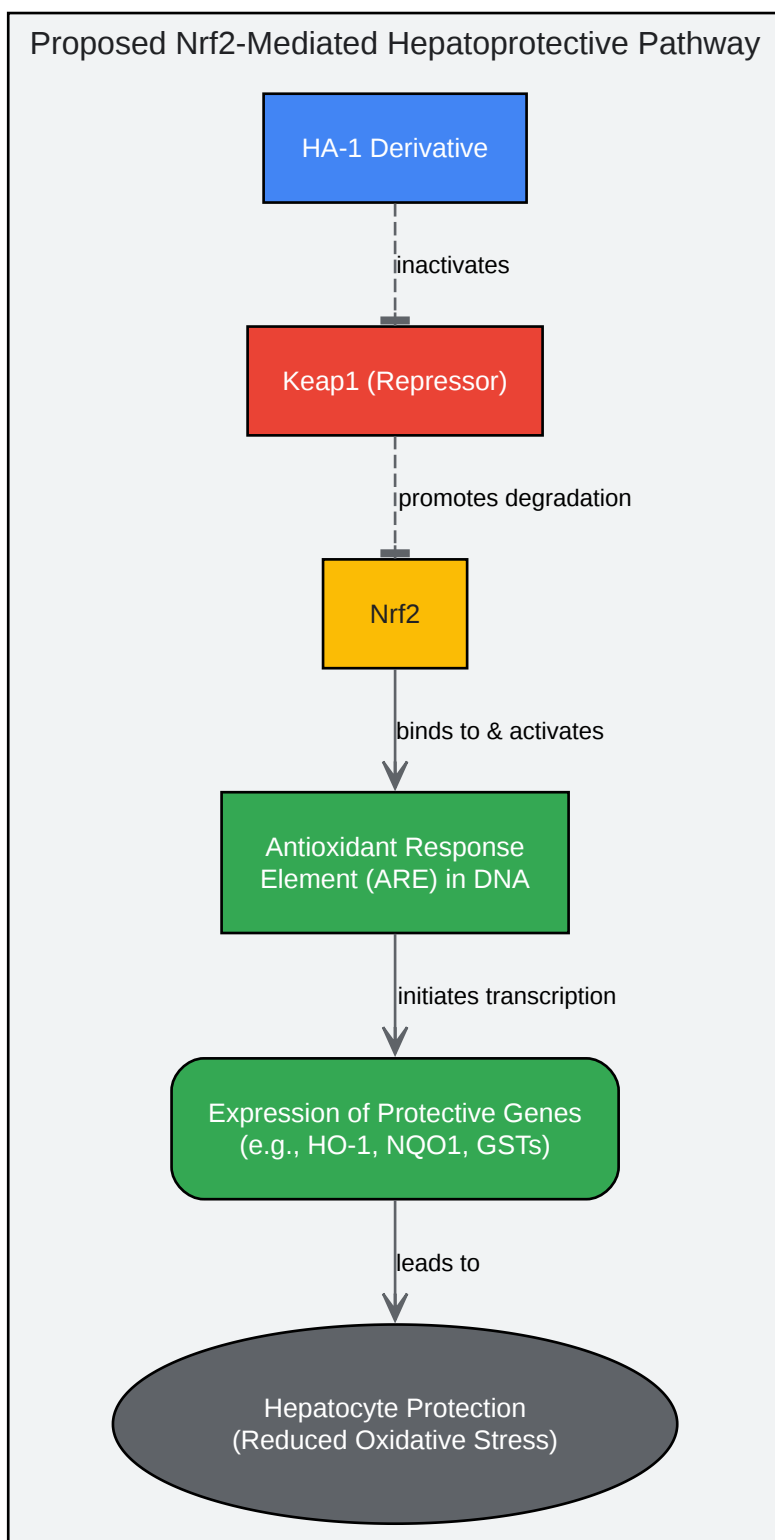 Proposed Nrf2-Mediated Hepatoprotective Pathway
HA-1 Derivative
inactivates
Keap1 (Repressor)
promotes degradation
Nrf2
binds to & activates
Antioxidant Response
Element (ARE) in DNA
initiates transcription
Expression of Protective Genes
(e.g., HO-1, NQO1, GSTs)
leads to
Hepatocyte Protection
(Reduced Oxidative Stress)